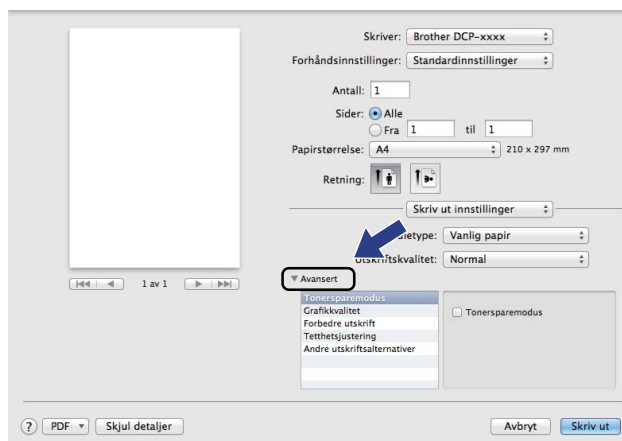 Skriver: Brother DCP-xxxx
Forhåndsinnstillinger: Standardinnstillinger
Antall: 1
Sider: Alle
Fra 1 til 1
Papirstørrelse: A4 210 x 297 mm
Retning:
Skriv ut innstillinger
Vanlig papir
Utskriftskvalitet: Normal
1 av 1
Avansert
Tonersparemodus
Grafikkvalitet
Forbedre utskrift
Tetthetsjustering
Andre utskriftsalternativer
Tonersparemodus
? PDF Skjul detaljer Avbryt Skriv ut